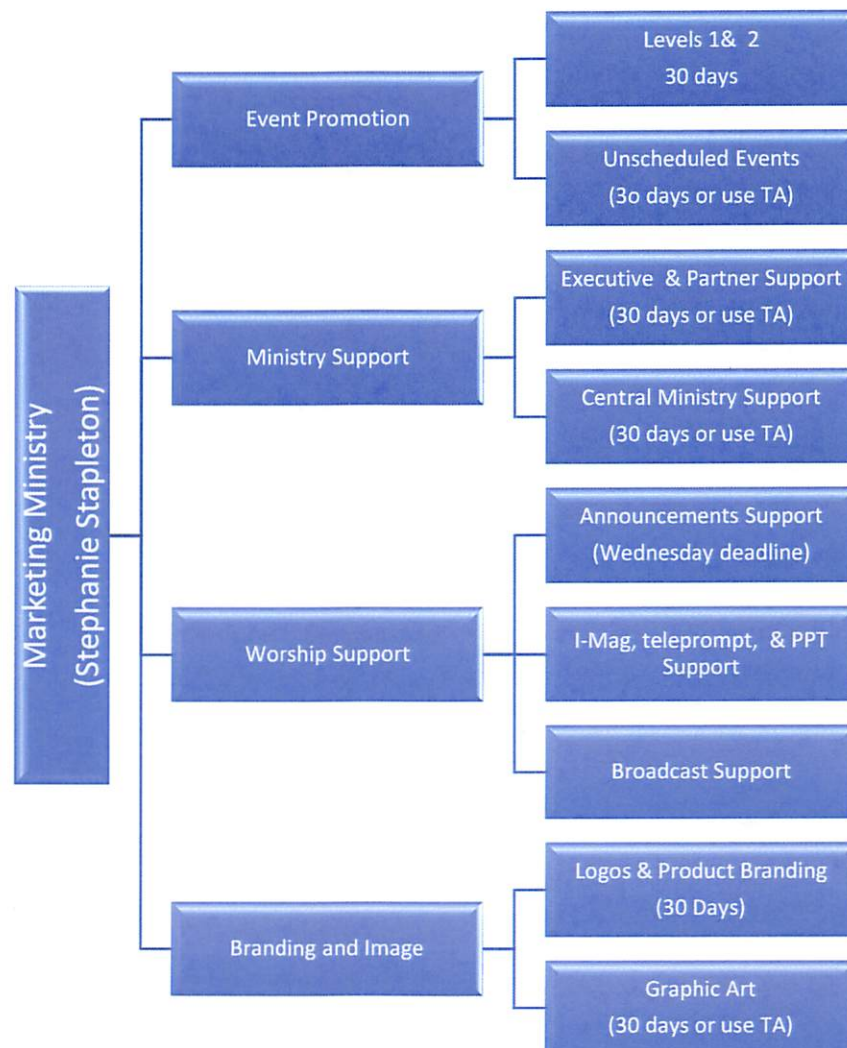 Marketing Ministry
(Stephanie Stapleton)
Event Promotion
Levels 1& 2
30 days
Unscheduled Events
(3o days or use TA)
Ministry Support
Executive & Partner Support
(30 days or use TA)
Central Ministry Support
(30 days or use TA)
Worship Support
Announcements Support
(Wednesday deadline)
I-Mag, teleprompt, & PPT
Support
Broadcast Support
Branding and Image
Logos & Product Branding
(30 Days)
Graphic Art
(30 days or use TA)